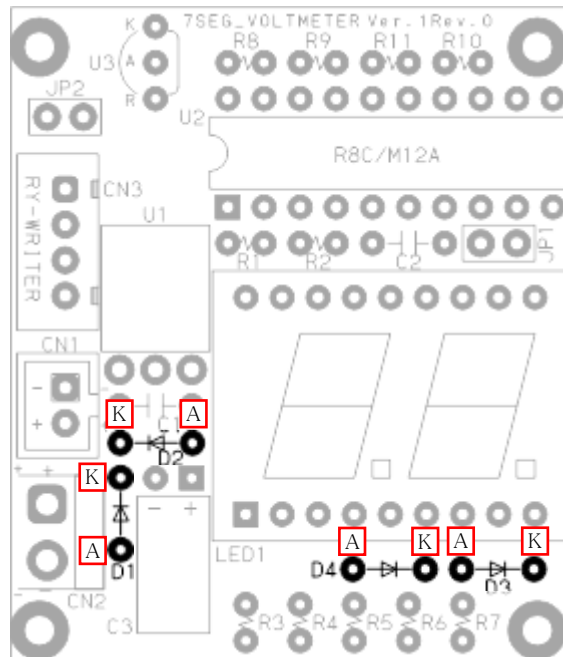 K 7SEG_VOLTMETER Ver.1Rev.0
U3 A R8 R9 R11 R10
JP2 R U2
R8C/M12A
RY-WRITER CN3
U1
R1 R2 C2 JP1
CN1
-
+
K A
C1
D2
K
+ +
- +
A A K A K
D1 LED1 D4 D3
CN2
C3 R3 R4 R5 R6 R7